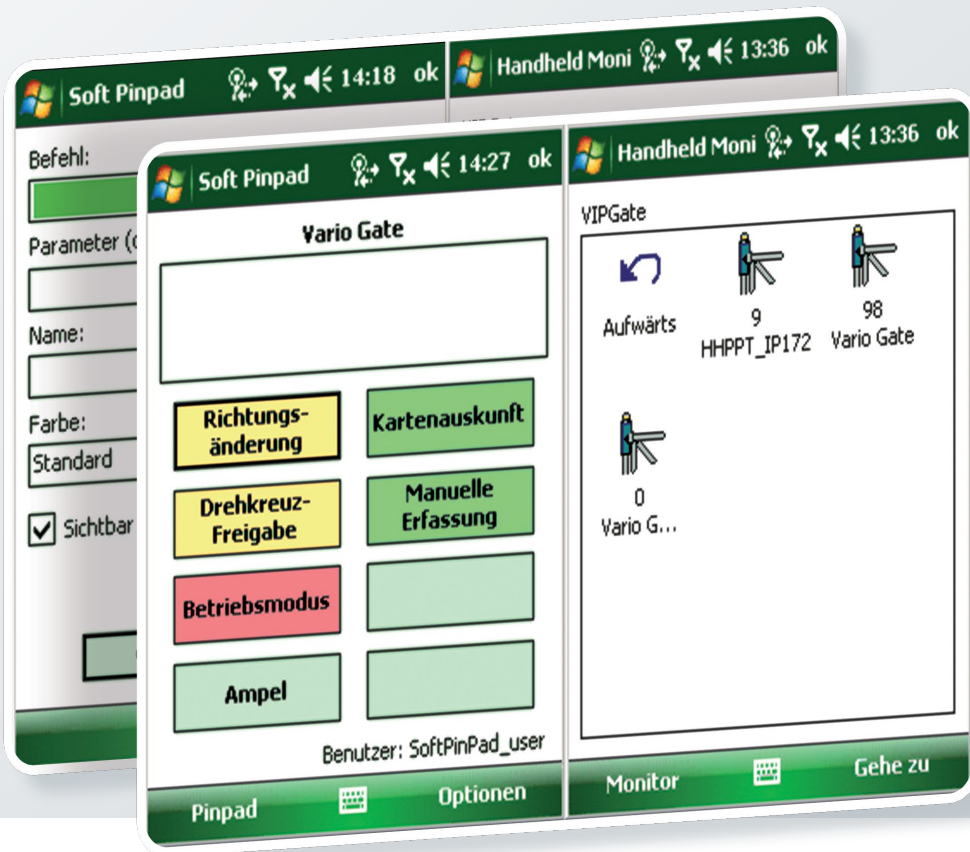 Soft Pinpad 14:18 ok
Befehl:
Parameter (
Name:
Farbe:
Standard
Sichtbar
Handheld Moni 13:36 ok
Soft Pinpad 14:27 ok
Vario Gate
Richtungs-
änderung
Kartenauskunft
Drehkreuz-
Freigabe
Manuelle
Erfassung
Betriebsmodus
Ampel
Benutzer: SoftPinPad_user
Pinpad Optionen
Handheld Moni 13:36 ok
VIPGate
Aufwärts
9
HHPPT_IP172
98
Vario Gate
0
Vario G...
Monitor Gehe zu